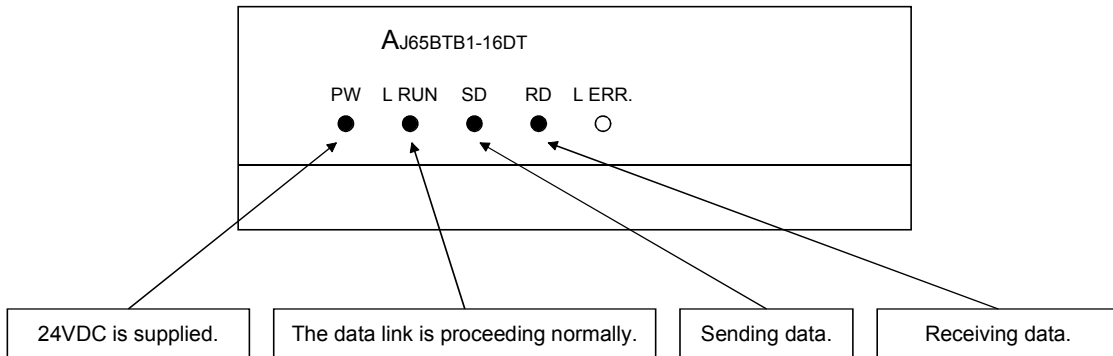 AJ65BTB1-16DT
PW L RUN SD RD L ERR.
24VDC is supplied.
The data link is proceeding normally.
Sending data.
Receiving data.